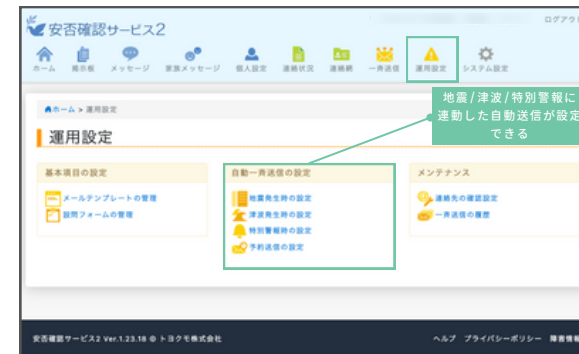 安否確認サービス2
ログアウ
ホーム 掲示板 メッセージ 家族メッセージ 個人設定 連絡状況 連絡網 一斉送信 運用設定 システム設定
地震/津波/特別警報に
連動した自動送信が設定
できる
ホーム > 運用設定
運用設定
基本項目の設定
メールテンプレートの管理
設問フォームの管理
自動一斉送信の設定
地震発生時の設定
津波発生時の設定
特別警報時の設定
予約送信の設定
メンテナンス
連絡先の確認設定
一斉送信の履歴
安否確認サービス2 Ver.1.23.18 © トヨクモ株式会社
ヘルプ プライバシーポリシー 障害情報